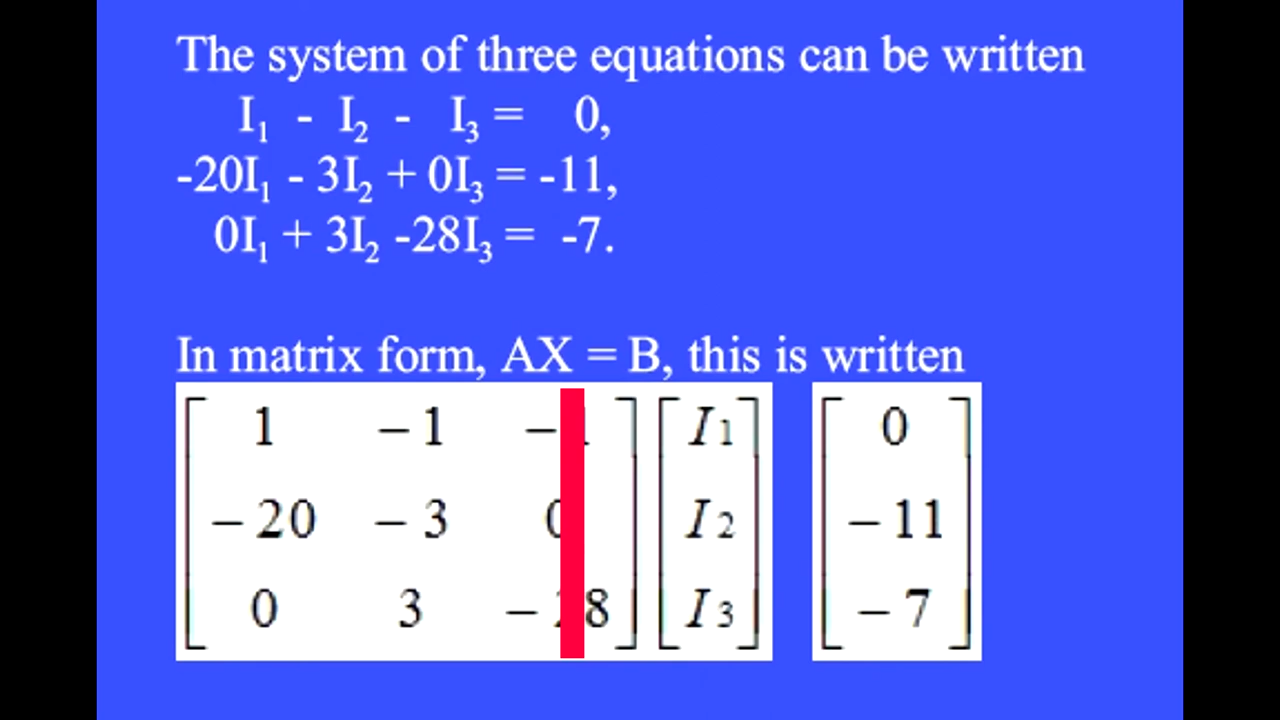 The system of three equations can be written
I₁ - I₂ - I₃ = 0,
-20I₁ - 3I₂ + 0I₃ = -11,
0I₁ + 3I₂ -28I₃ = -7.
In matrix form, AX = B, this is written
1 −1 − I1 0
−20 −3 I2 −11
0 3 − 8 I3 −7